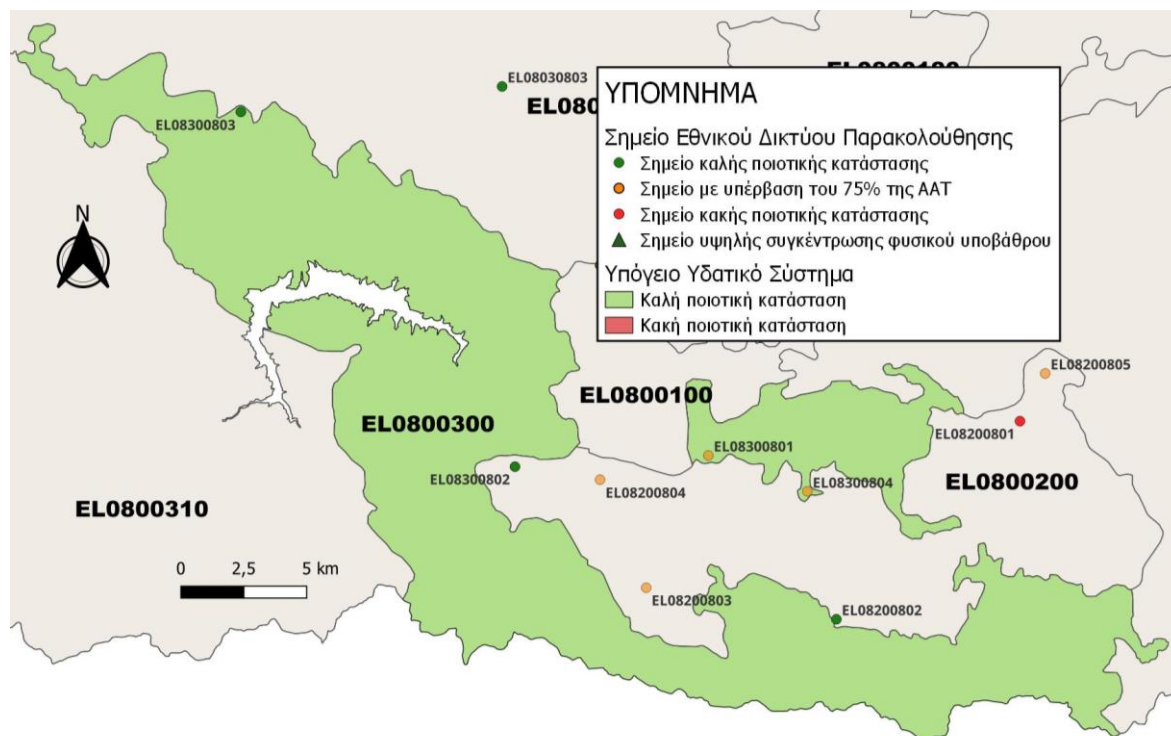 EL08030803
EL08300803
ΥΠΟΜΝΗΜΑ
Σημείο Εθνικού Δικτύου Παρακολούθησης
Σημείο καλής ποιοτικής κατάστασης
Σημείο με υπέρβαση του 75% της ΑΑΤ
Σημείο κακής ποιοτικής κατάστασης
Σημείο υψηλής συγκέντρωσης φυσικού υποβάθρου
Υπόγειο Υδατικό Σύστημα
Καλή ποιοτική κατάσταση
Κακή ποιοτική κατάσταση
N
EL08200805
EL0800100
EL0800300
EL08300801
EL08200801
EL08300802
EL08200804
EL08300804
EL0800200
EL0800310
0 2,5 5 km
EL08200803
EL08200802